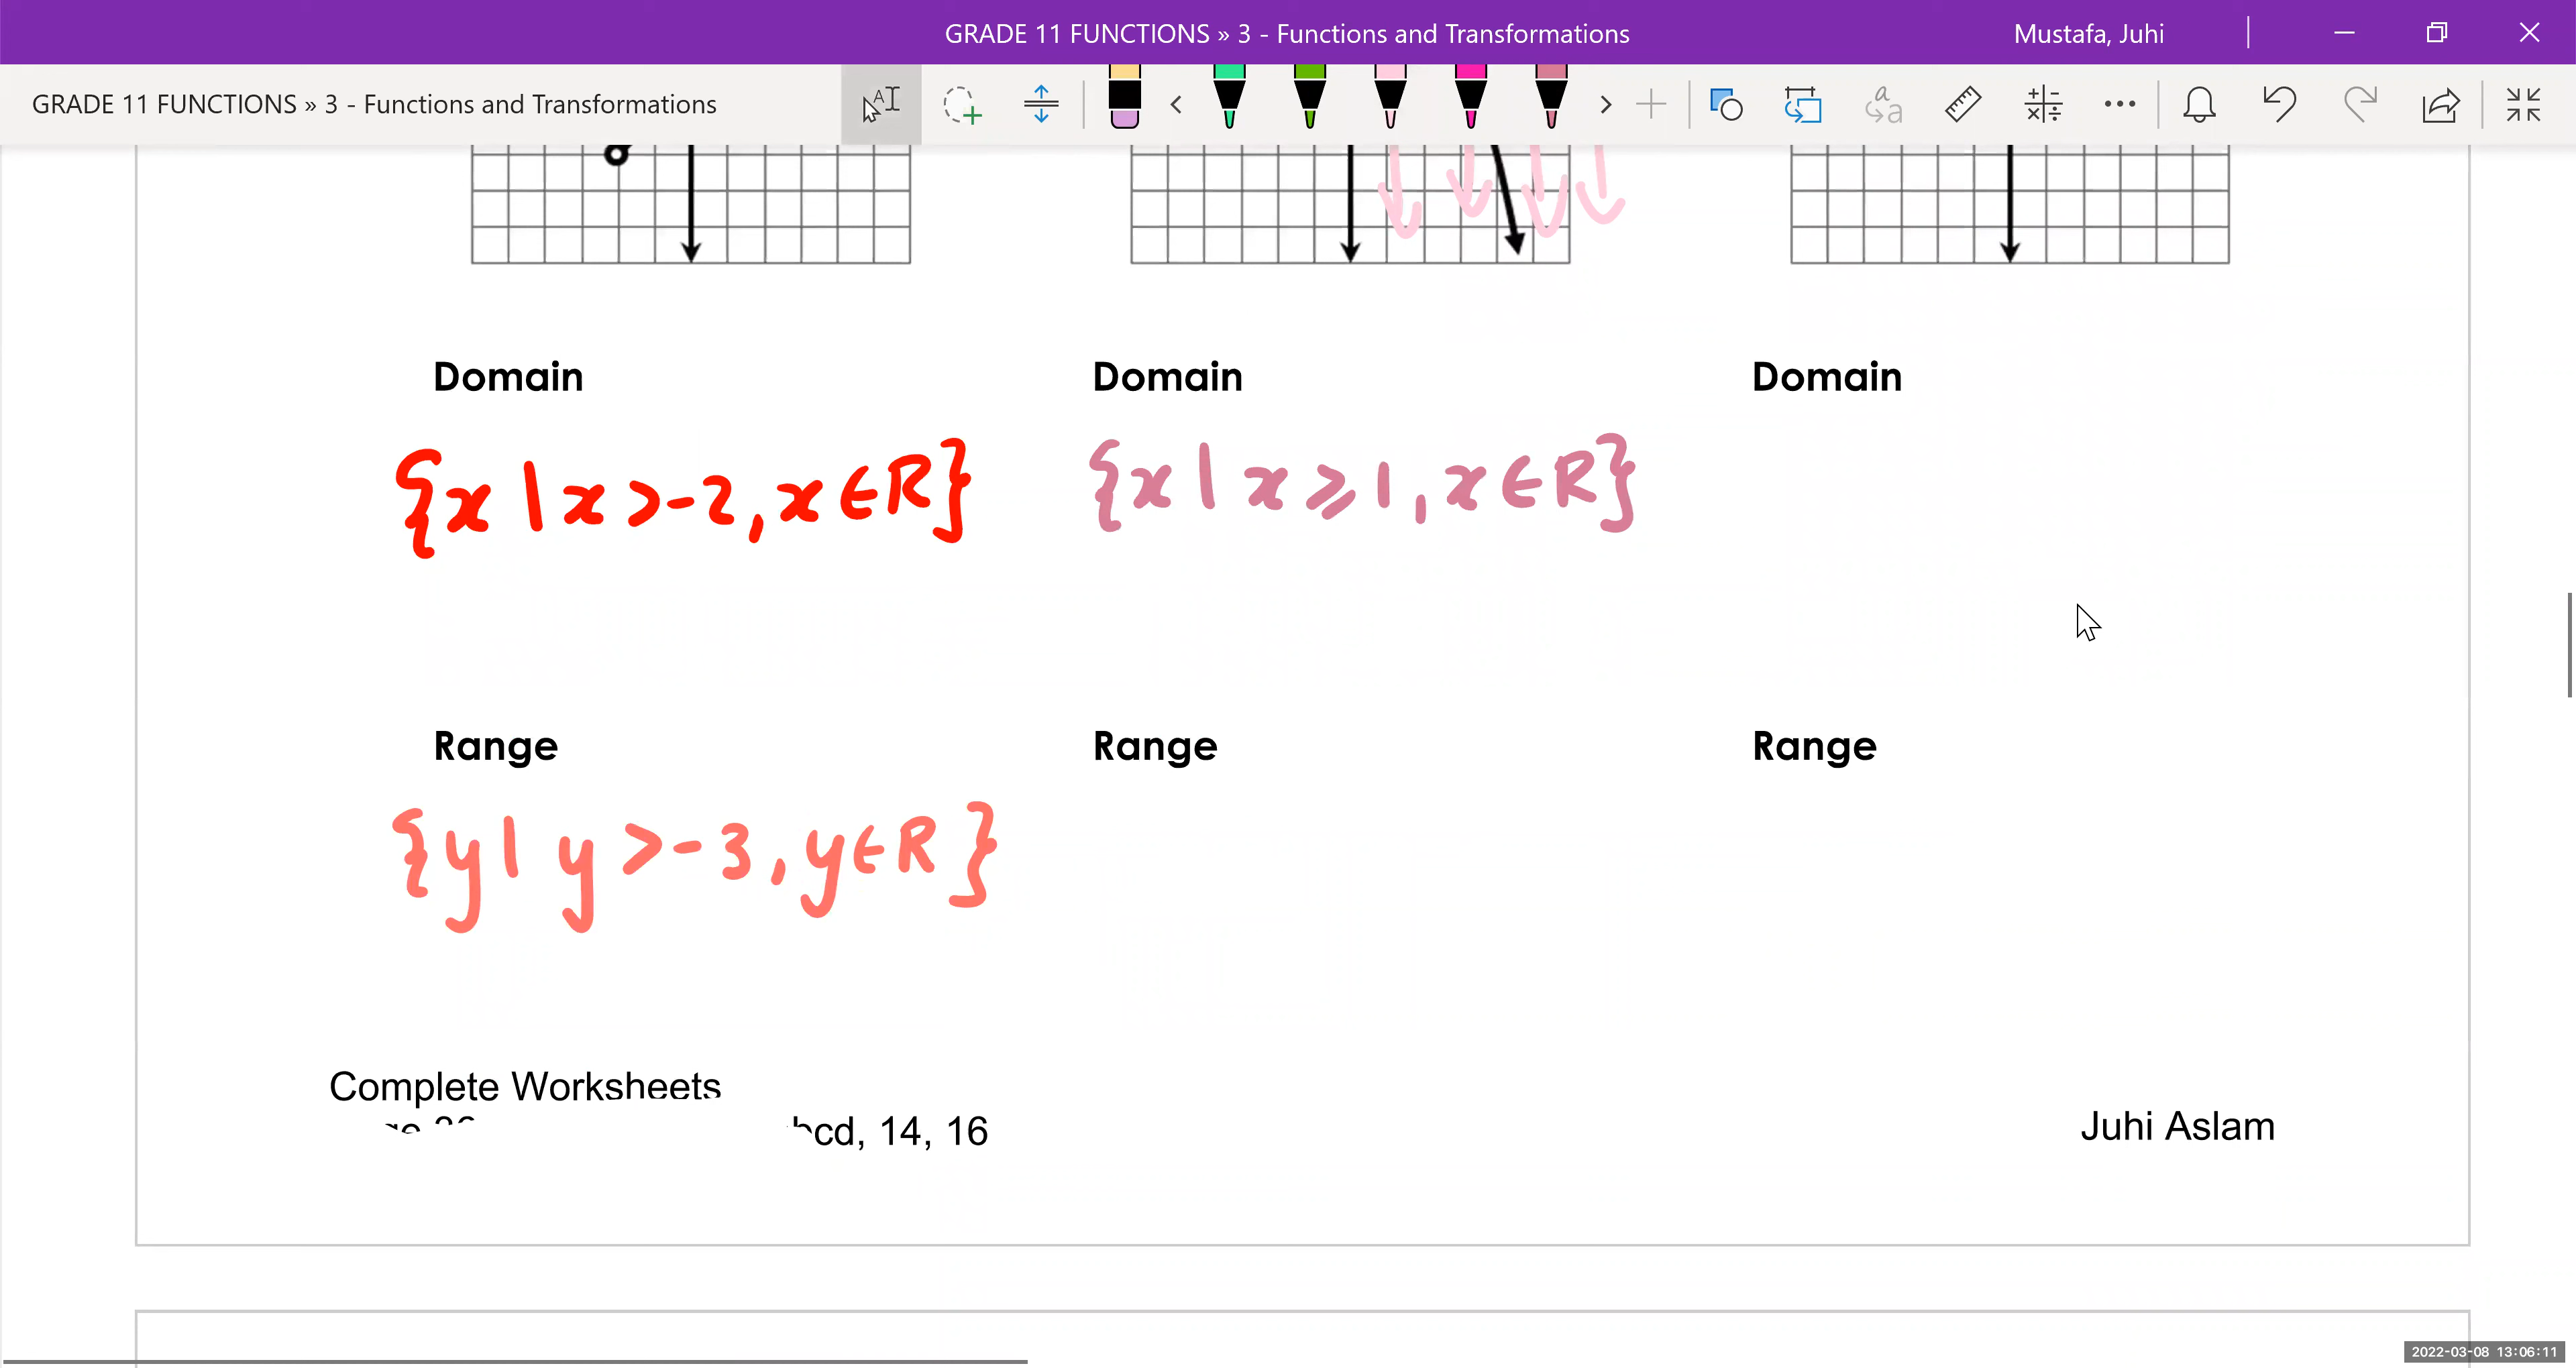 GRADE 11 FUNCTIONS » 3 - Functions and Transformations
Mustafa, Juhi
GRADE 11 FUNCTIONS » 3 - Functions and Transformations
Domain Domain Domain
{x | x > -2, x ∈ R} {x | x ⩾ 1, x ∈ R}
Range Range Range
{y | y > -3, y ∈ R}
Complete Worksheets
bcd, 14, 16
Juhi Aslam
2022-03-08 13:06:11